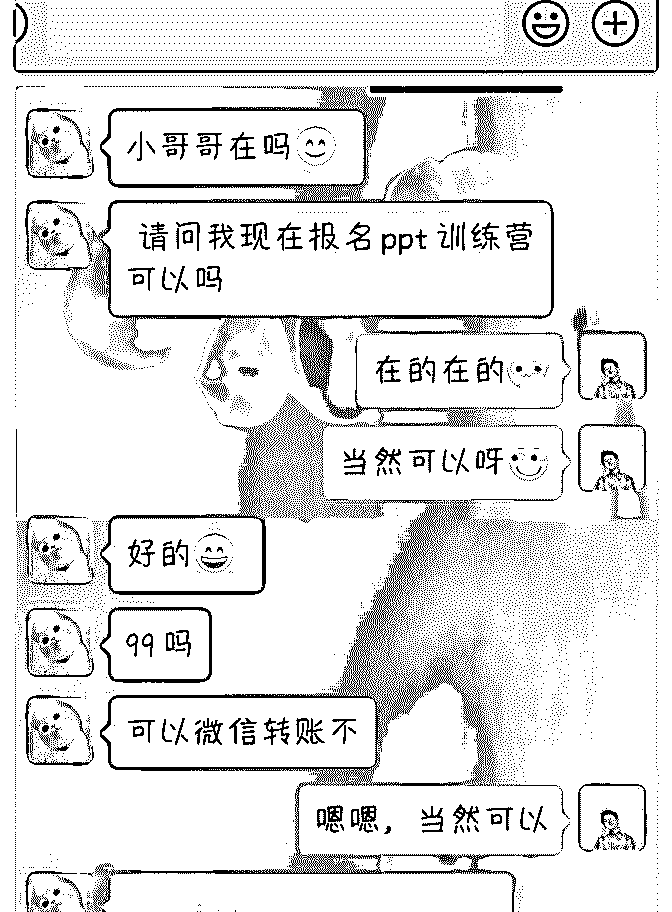 小哥哥在吗
请问我现在报名ppt训练营
可以吗
在的在的
当然可以呀
好的
99吗
可以微信转账不
嗯嗯，当然可以